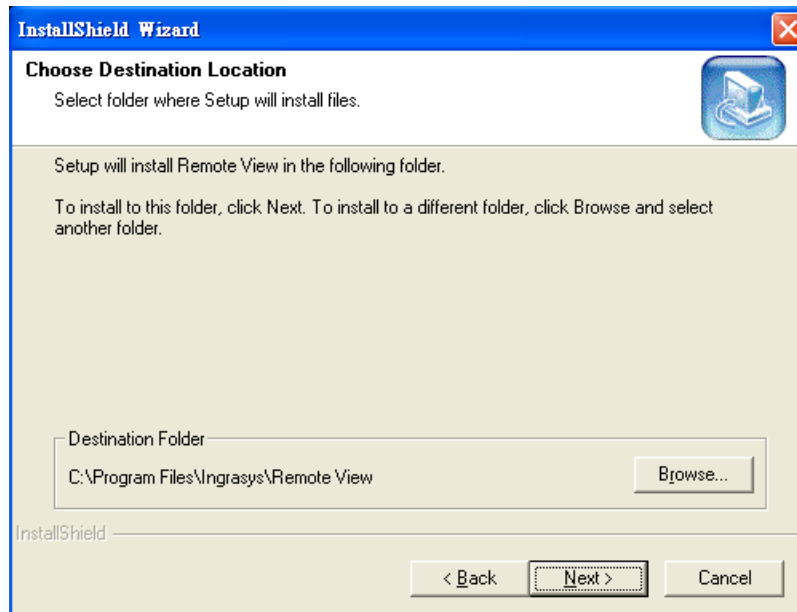 InstallShield Wizard
Choose Destination Location
Select folder where Setup will install files.
Setup will install Remote View in the following folder.
To install to this folder, click Next. To install to a different folder, click Browse and select
another folder.
Destination Folder
C:\Program Files\Ingrasys\Remote View
Browse...
InstallShield
< Back
Next >
Cancel